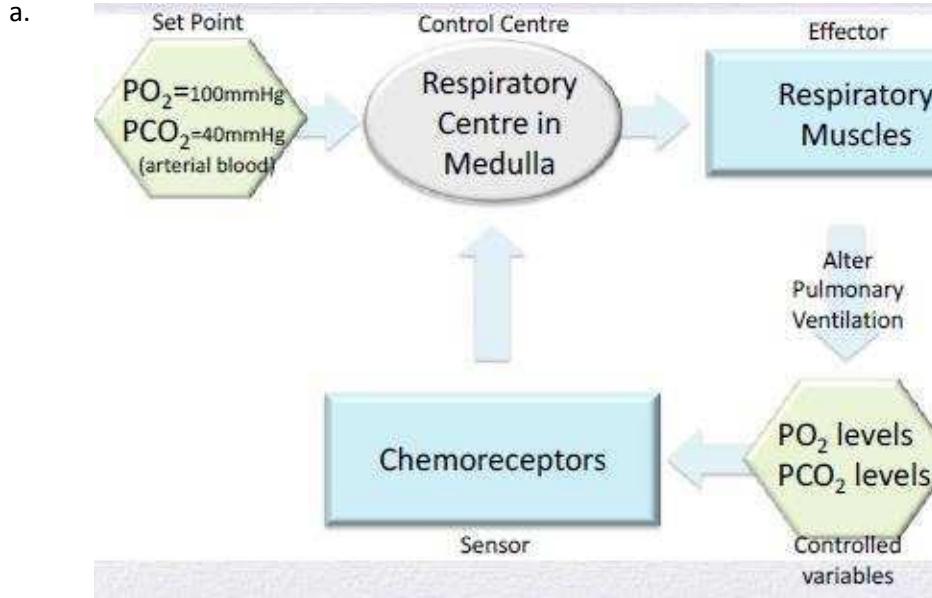 a.
Set Point
PO₂=100mmHg
PCO₂=40mmHg
(arterial blood)
Control Centre
Respiratory
Centre in
Medulla
Effector
Respiratory
Muscles
Alter
Pulmonary
Ventilation
PO₂ levels
PCO₂ levels
Controlled
variables
Chemoreceptors
Sensor